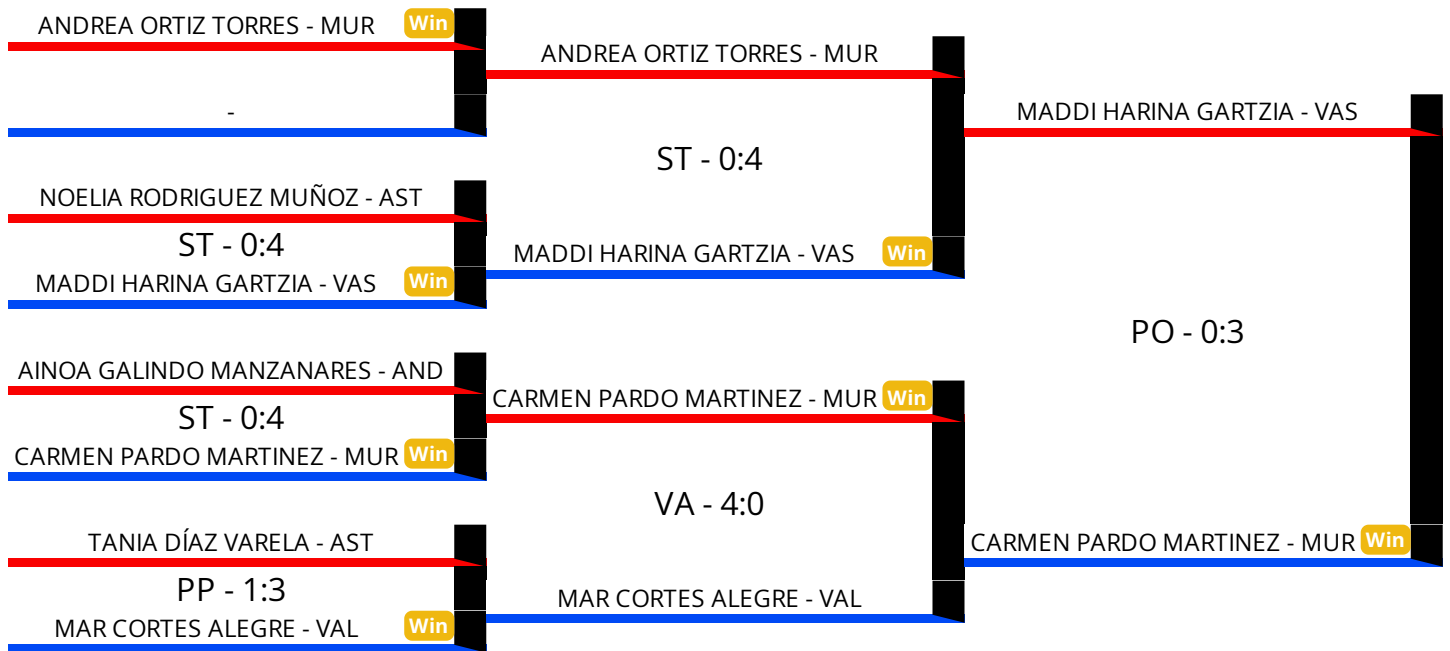 ANDREA ORTIZ TORRES - MUR Win
-
NOELIA RODRIGUEZ MUÑOZ - AST
ST - 0:4
MADDI HARINA GARTZIA - VAS Win
AINOA GALINDO MANZANARES - AND
ST - 0:4
CARMEN PARDO MARTINEZ - MUR Win
TANIA DÍAZ VARELA - AST
PP - 1:3
MAR CORTES ALEGRE - VAL Win
ANDREA ORTIZ TORRES - MUR
ST - 0:4
MADDI HARINA GARTZIA - VAS Win
CARMEN PARDO MARTINEZ - MUR Win
VA - 4:0
MAR CORTES ALEGRE - VAL
MADDI HARINA GARTZIA - VAS
PO - 0:3
CARMEN PARDO MARTINEZ - MUR Win